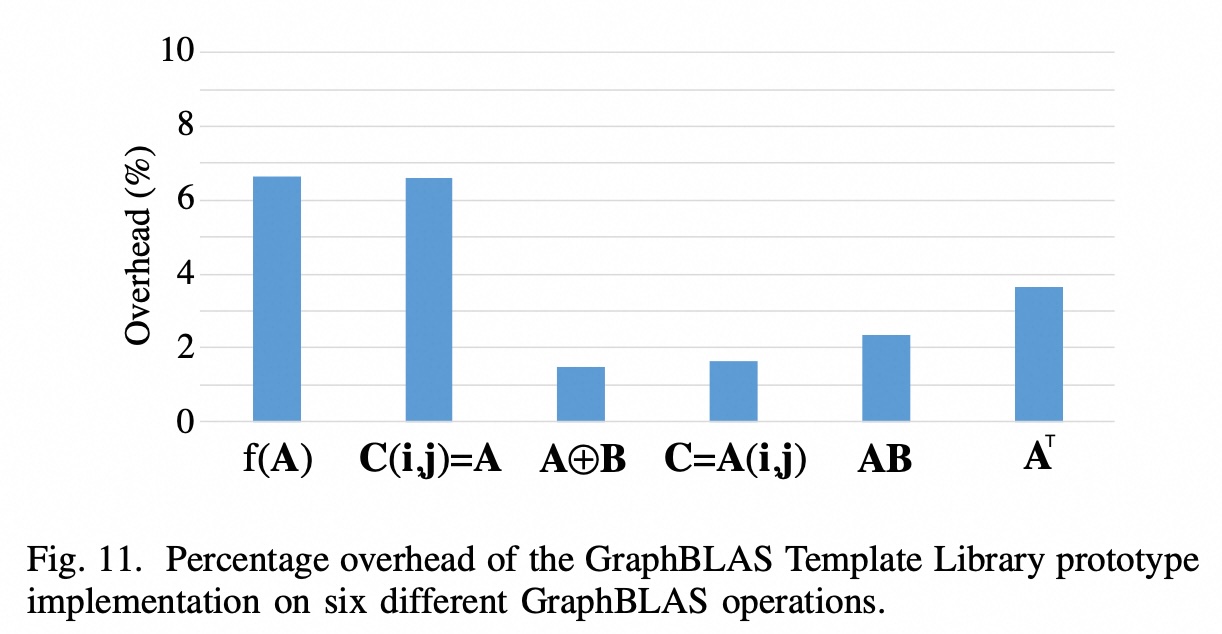 10
8
6
4
2
0
Overhead (%)
f(A) C(i,j)=A A⊕B C=A(i,j) AB Aᵀ
Fig. 11. Percentage overhead of the GraphBLAS Template Library prototype
implementation on six different GraphBLAS operations.